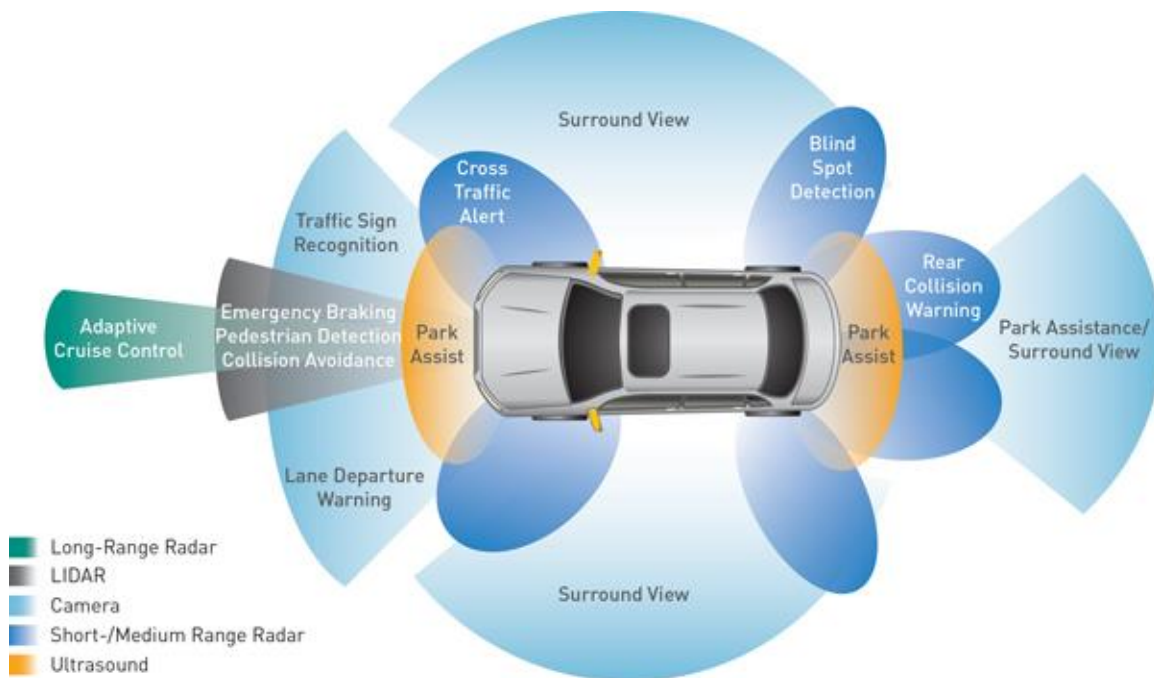 Surround View
Blind
Spot
Detection
Cross
Traffic
Alert
Traffic Sign
Recognition
Rear
Collision
Warning
Adaptive
Cruise Control
Emergency Braking
Pedestrian Detection
Collision Avoidance
Park
Assist
Park
Assist
Park Assistance/
Surround View
Lane Departure
Warning
Surround View
Long-Range Radar
LIDAR
Camera
Short-/Medium Range Radar
Ultrasound